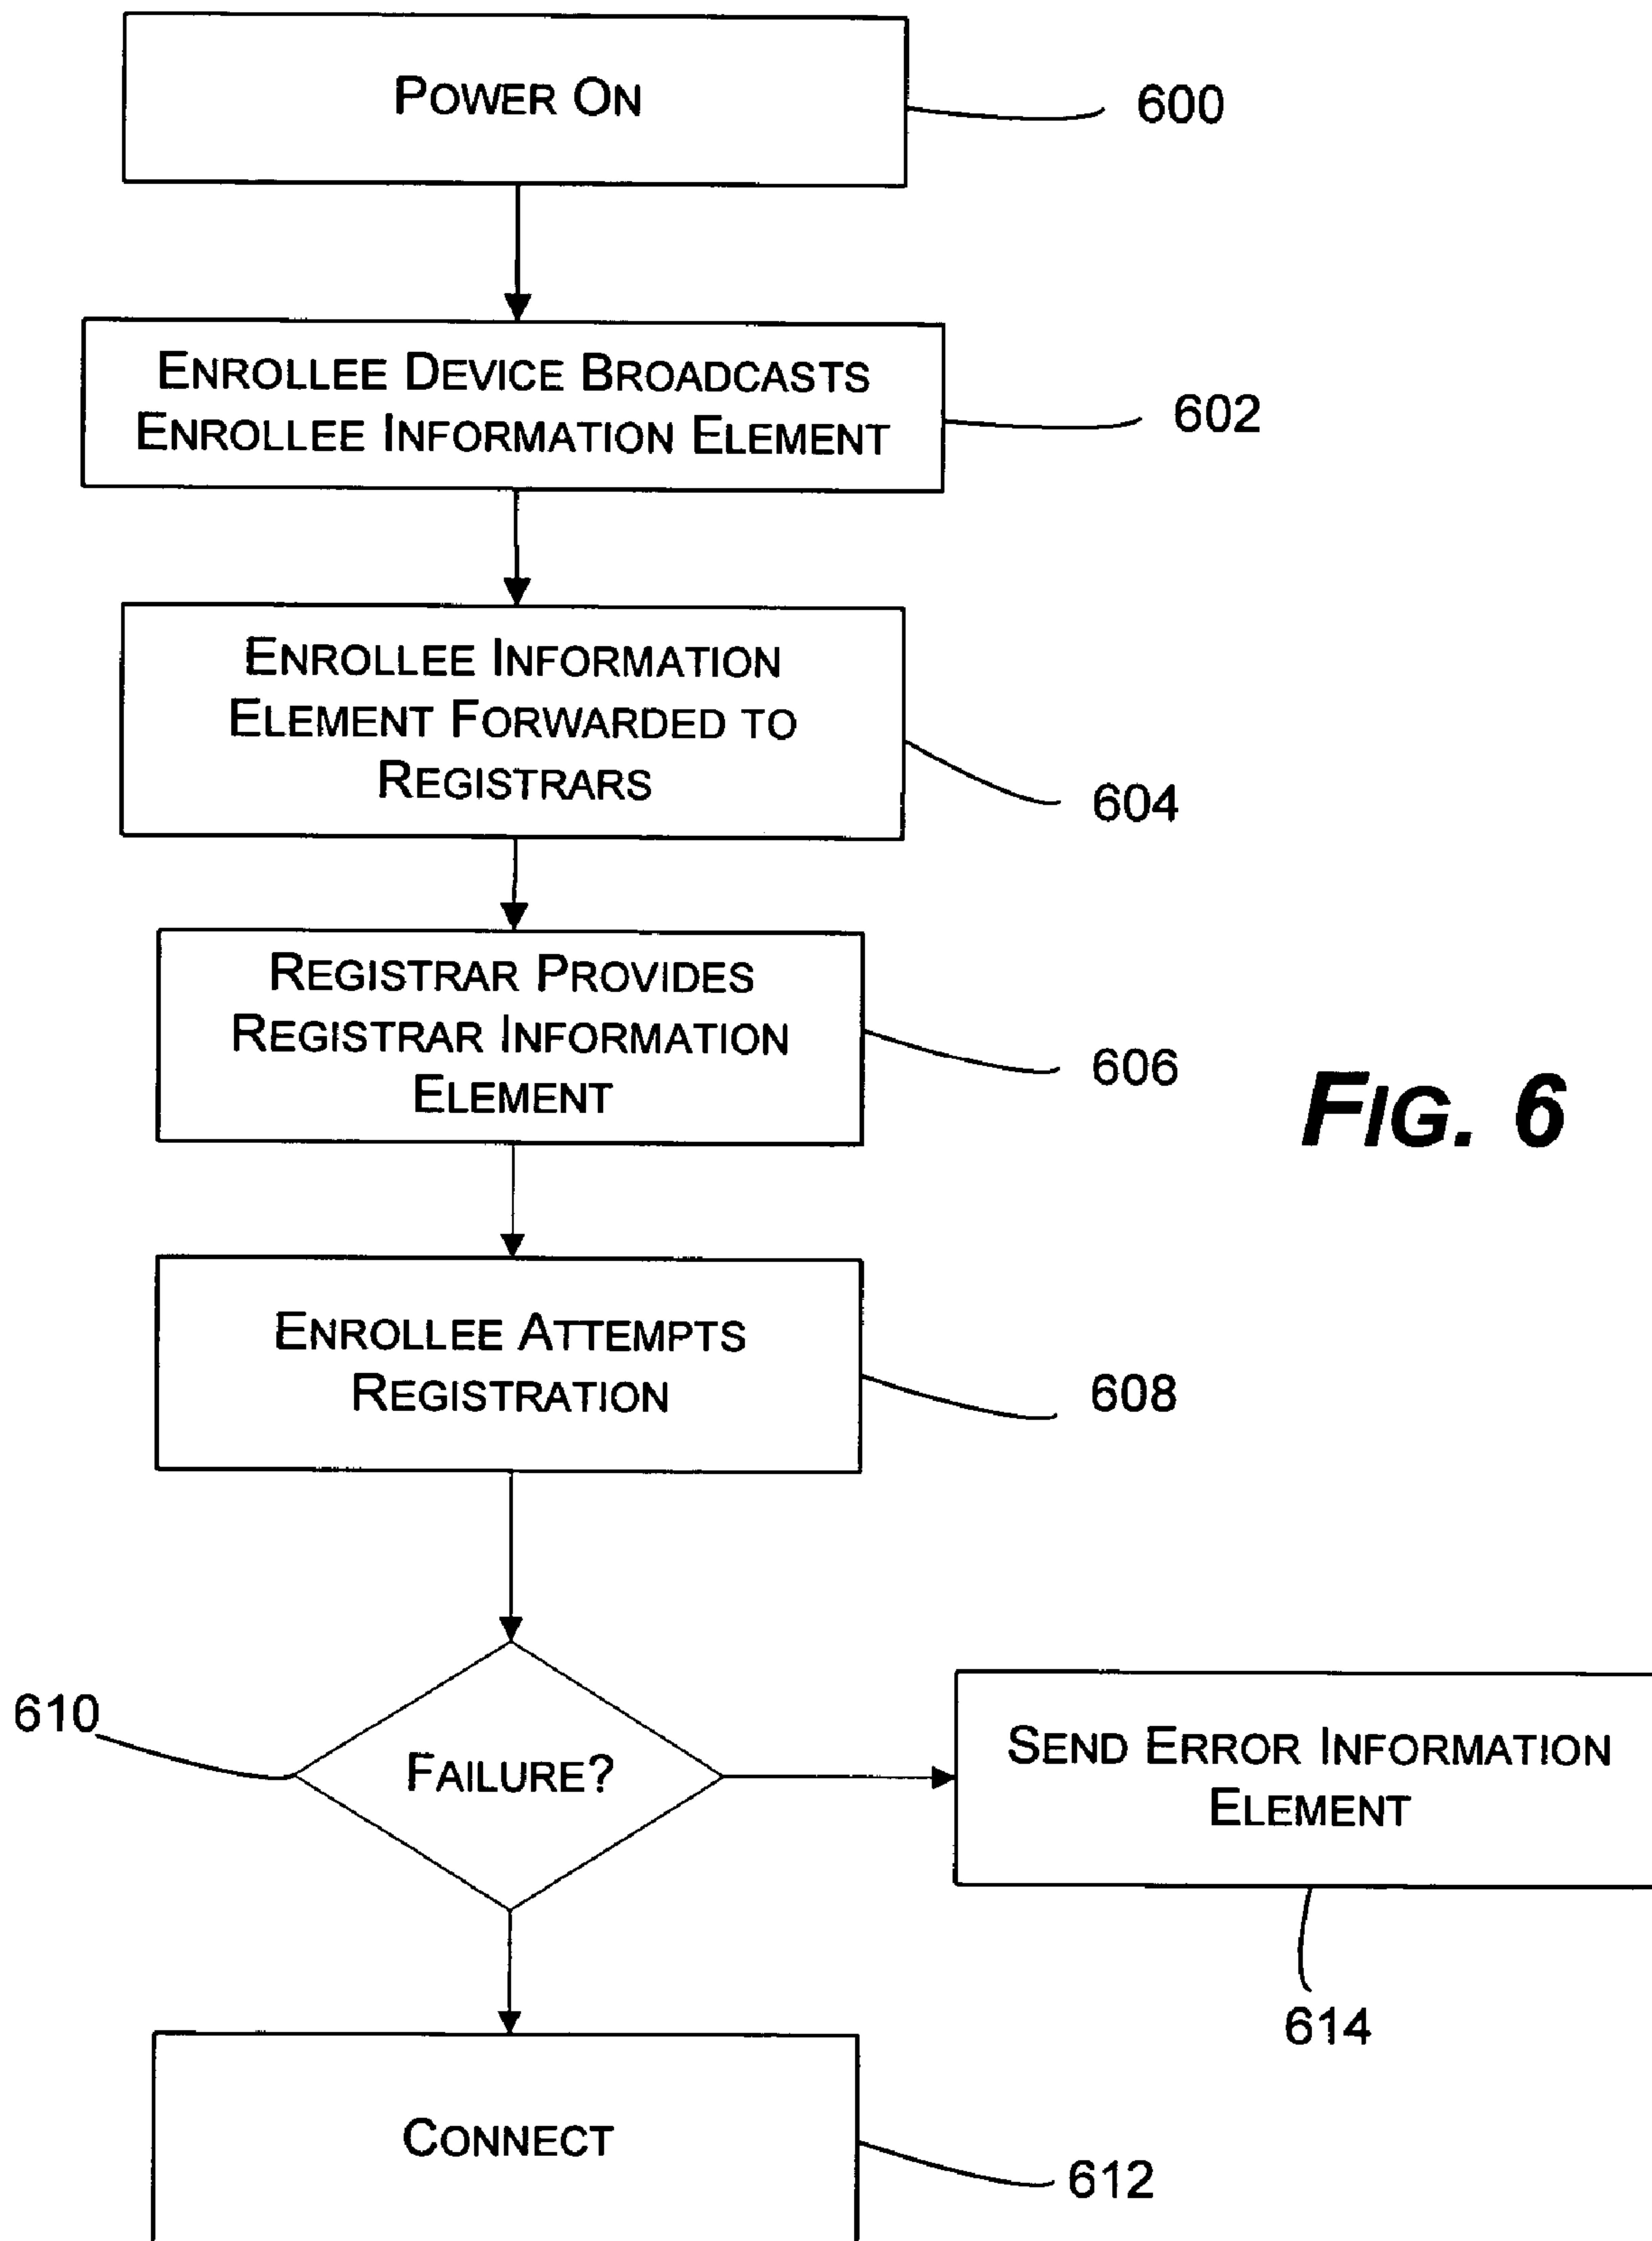 POWER ON
600
ENROLLEE DEVICE BROADCASTS
ENROLLEE INFORMATION ELEMENT
602
ENROLLEE INFORMATION
ELEMENT FORWARDED TO
REGISTRARS
604
REGISTRAR PROVIDES
REGISTRAR INFORMATION
ELEMENT
606
FIG. 6
ENROLLEE ATTEMPTS
REGISTRATION
608
610
FAILURE?
SEND ERROR INFORMATION
ELEMENT
614
CONNECT
612